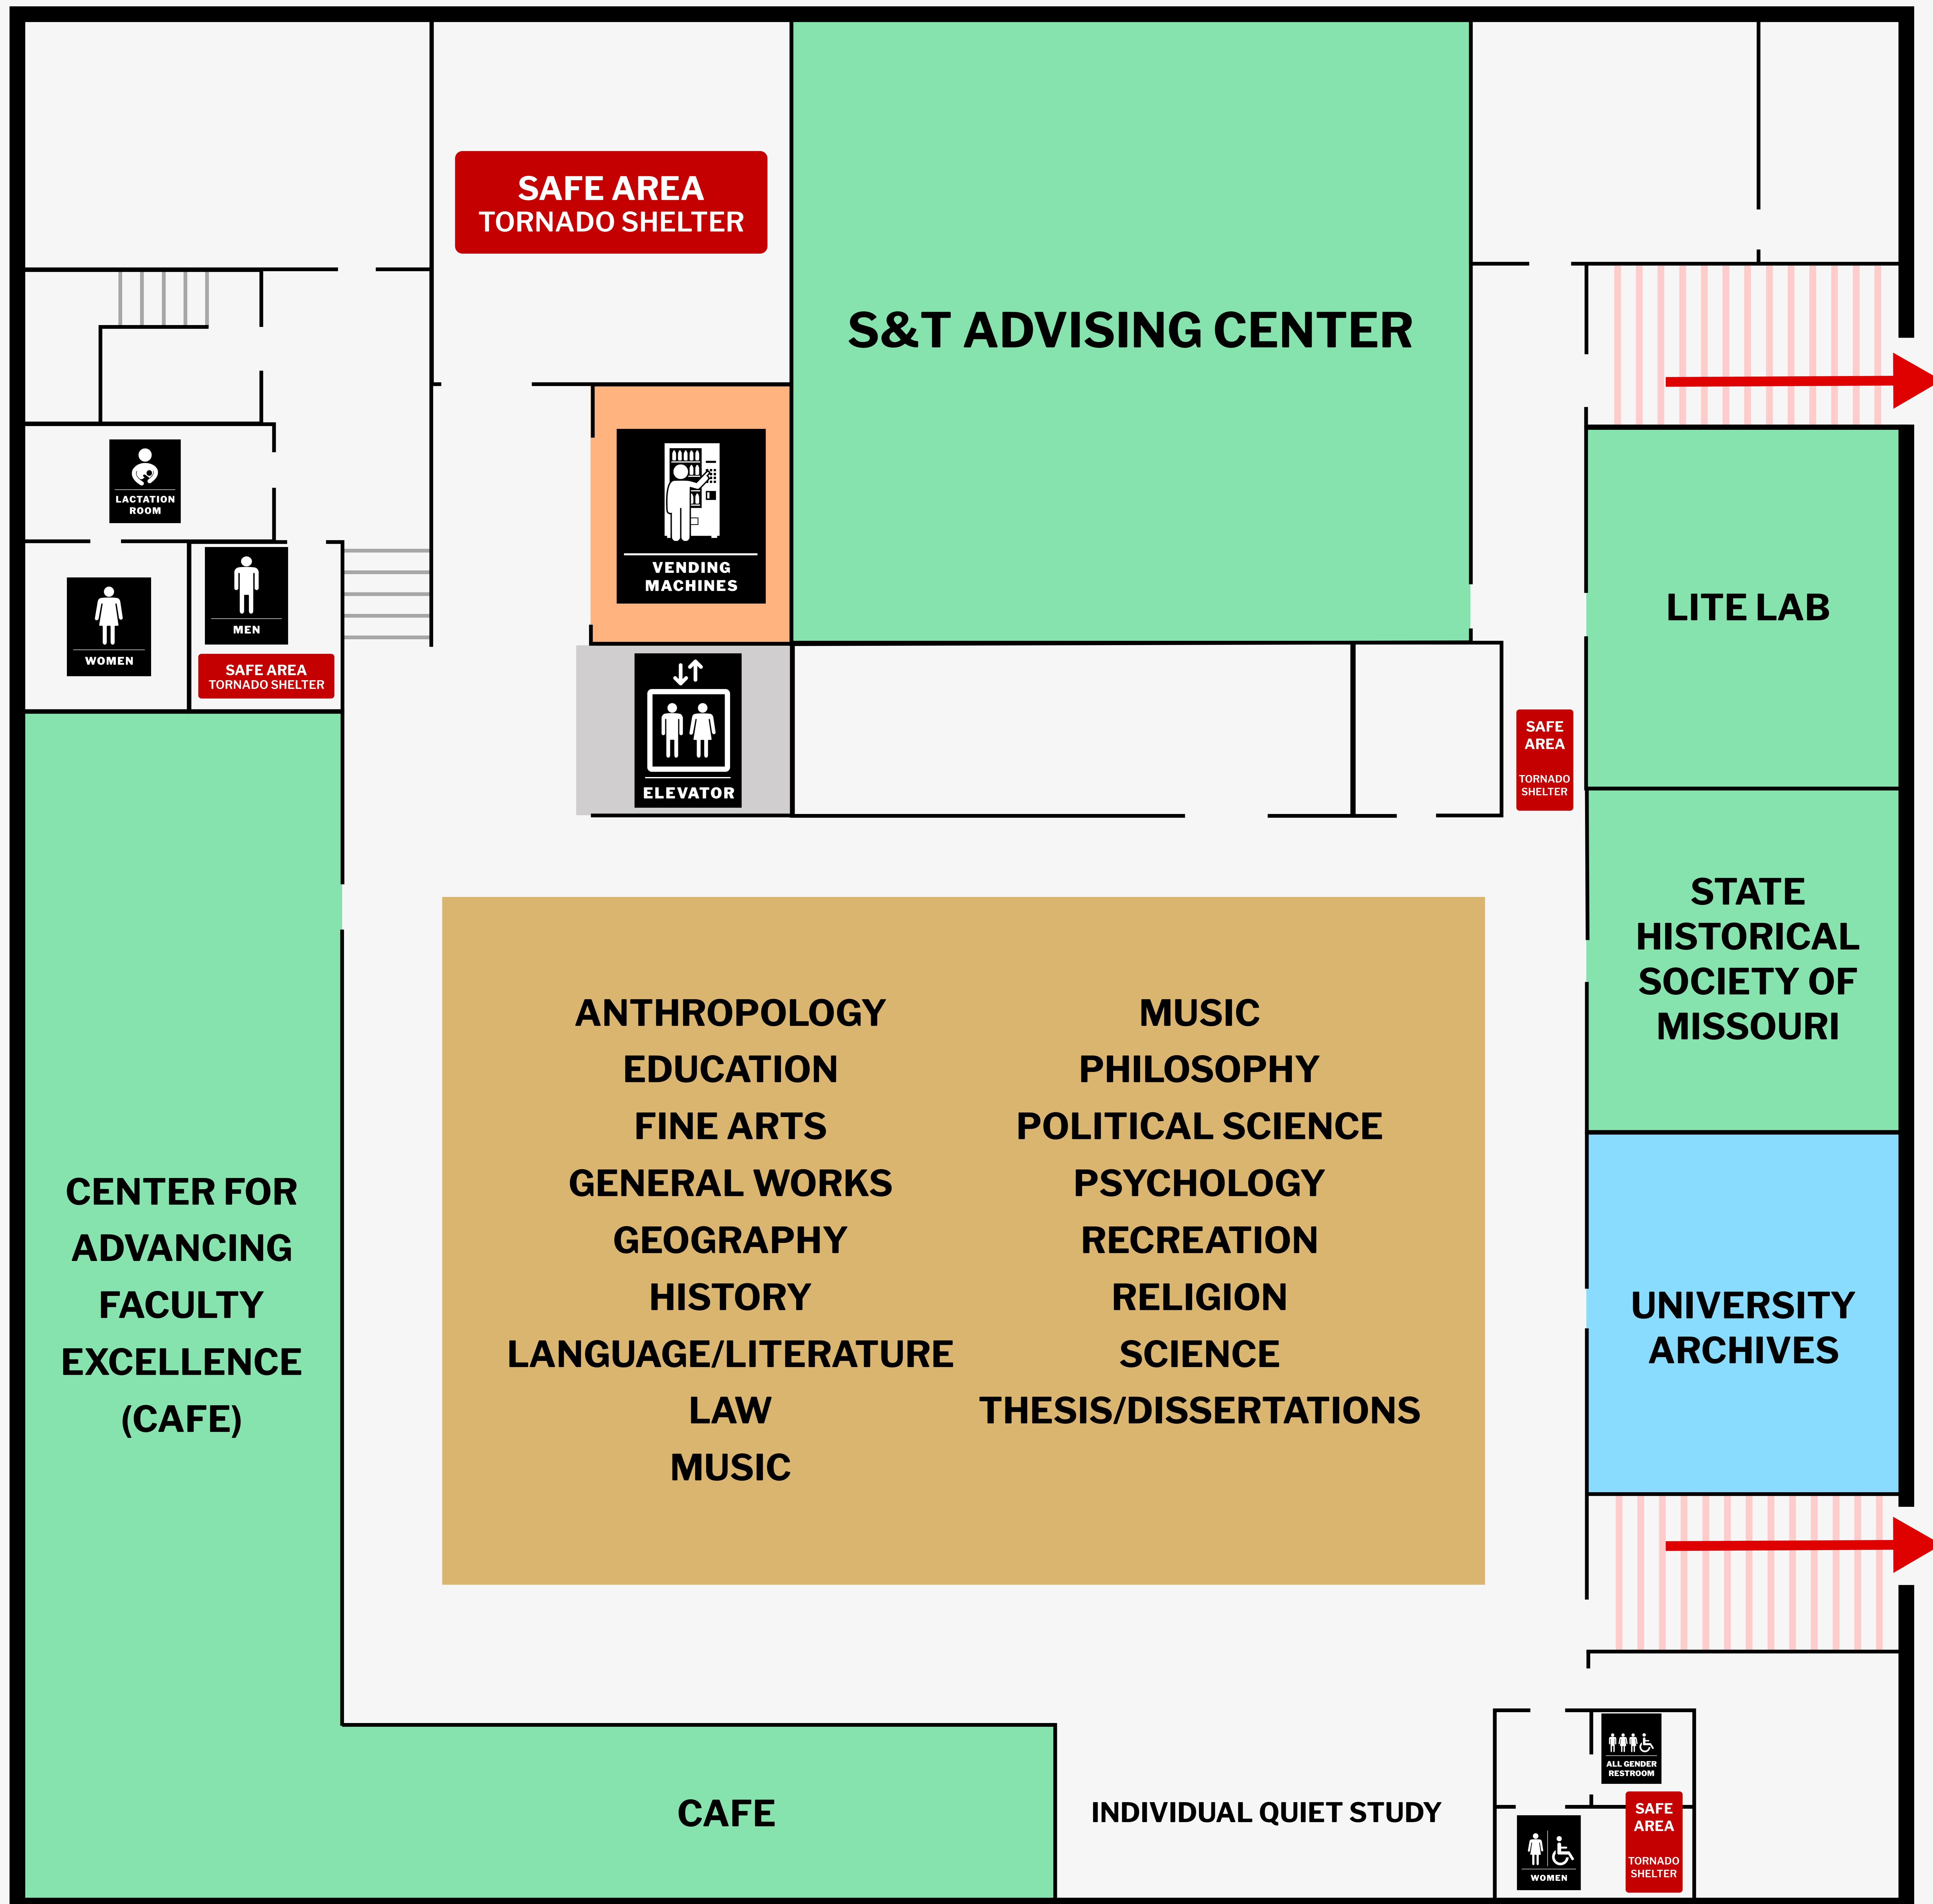 SAFE AREA
TORNADO SHELTER
S&T ADVISING CENTER
LACTATION
ROOM
VENDING
MACHINES
WOMEN
MEN
SAFE AREA
TORNADO SHELTER
ELEVATOR
LITE LAB
SAFE
AREA
TORNADO
SHELTER
STATE
HISTORICAL
SOCIETY OF
MISSOURI
ANTHROPOLOGY
EDUCATION
FINE ARTS
GENERAL WORKS
GEOGRAPHY
HISTORY
LANGUAGE/LITERATURE
LAW
MUSIC
MUSIC
PHILOSOPHY
POLITICAL SCIENCE
PSYCHOLOGY
RECREATION
RELIGION
SCIENCE
THESIS/DISSERTATIONS
CENTER FOR
ADVANCING
FACULTY
EXCELLENCE
(CAFE)
UNIVERSITY
ARCHIVES
CAFE
INDIVIDUAL QUIET STUDY
ALL GENDER
RESTROOM
WOMEN
SAFE
AREA
TORNADO
SHELTER